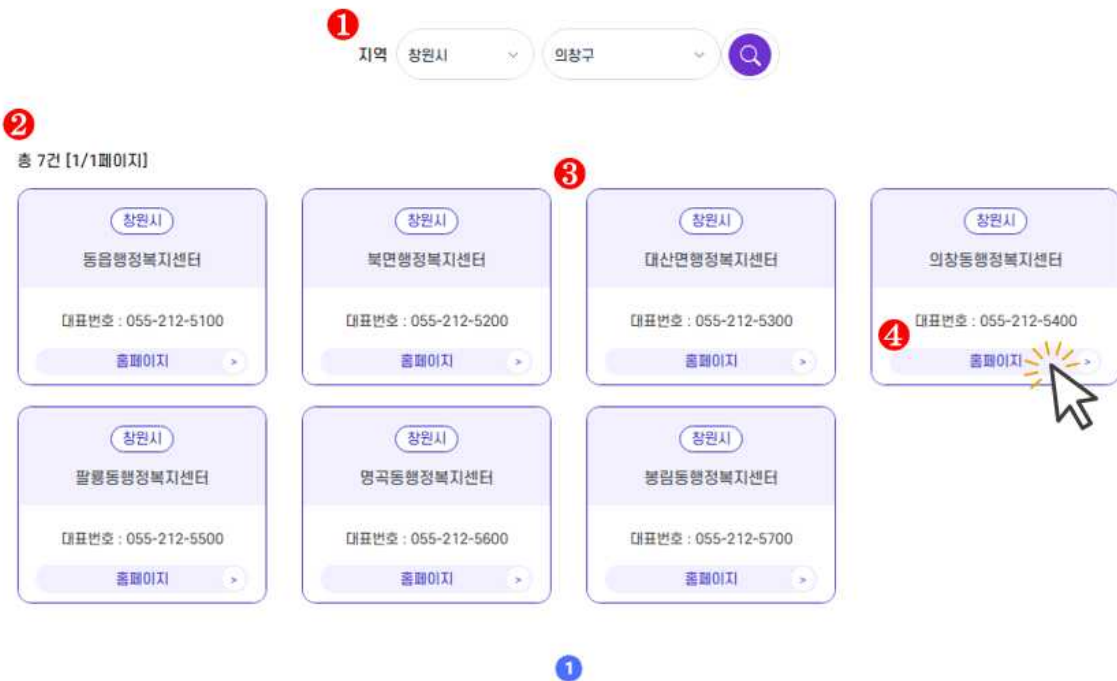 1
지역 창원시 의창구
2
총 7건 [1/1페이지]
3
창원시 창원시 창원시 창원시
동읍행정복지센터 북면행정복지센터 대산면행정복지센터 의창동행정복지센터
대표번호 : 055-212-5100 대표번호 : 055-212-5200 대표번호 : 055-212-5300 대표번호 : 055-212-5400
4
홈페이지 > 홈페이지 > 홈페이지 > 홈페이지 >
창원시 창원시 창원시
팔룡동행정복지센터 명곡동행정복지센터 봉림동행정복지센터
대표번호 : 055-212-5500 대표번호 : 055-212-5600 대표번호 : 055-212-5700
홈페이지 > 홈페이지 > 홈페이지 >
1